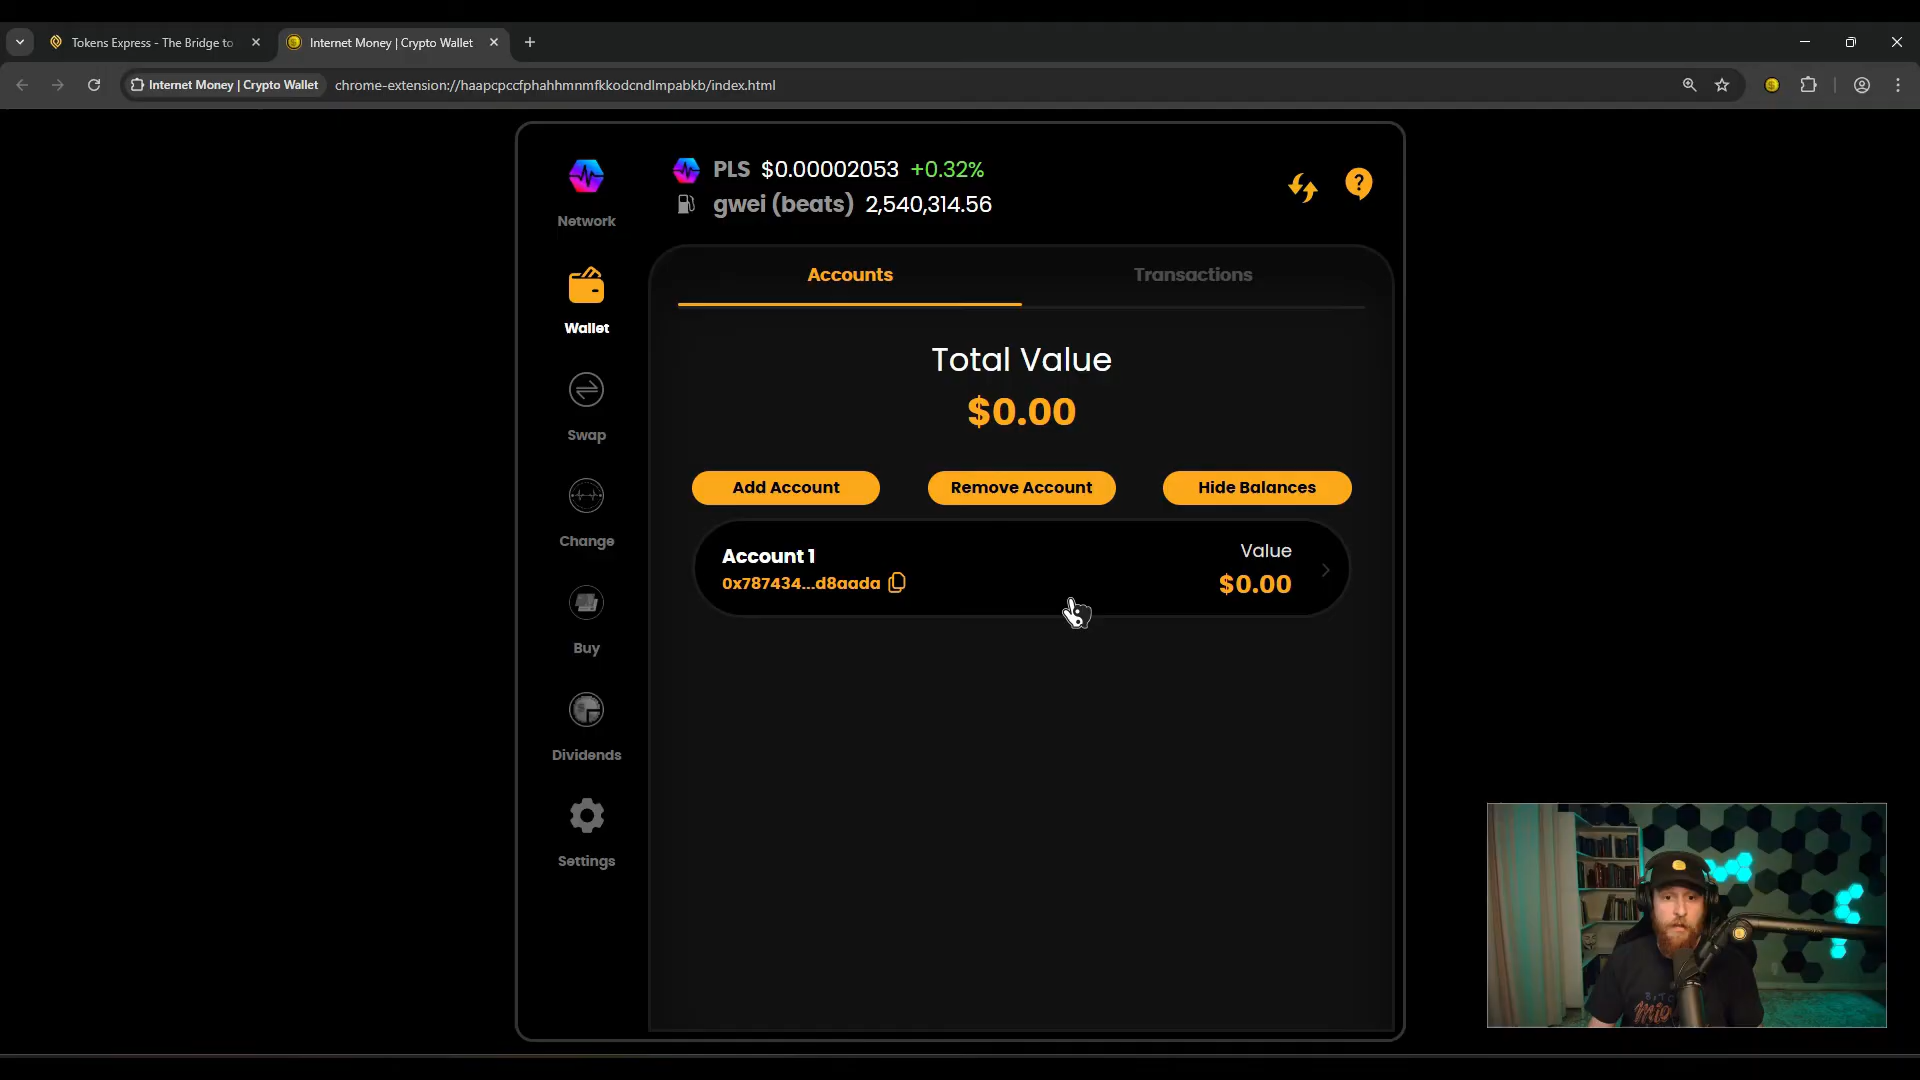 Tokens Express - The Bridge to
Internet Money | Crypto Wallet
Internet Money | Crypto Wallet
chrome-extension://haapcpccfphahhmnmfkkodcndlmpabkb/index.html
PLS $0.00002053 +0.32%
gwei (beats) 2,540,314.56
Network
Wallet
Swap
Change
Buy
Dividends
Settings
Accounts
Transactions
Total Value
$0.00
Add Account
Remove Account
Hide Balances
Account 1
0x787434...d8aada
Value
$0.00